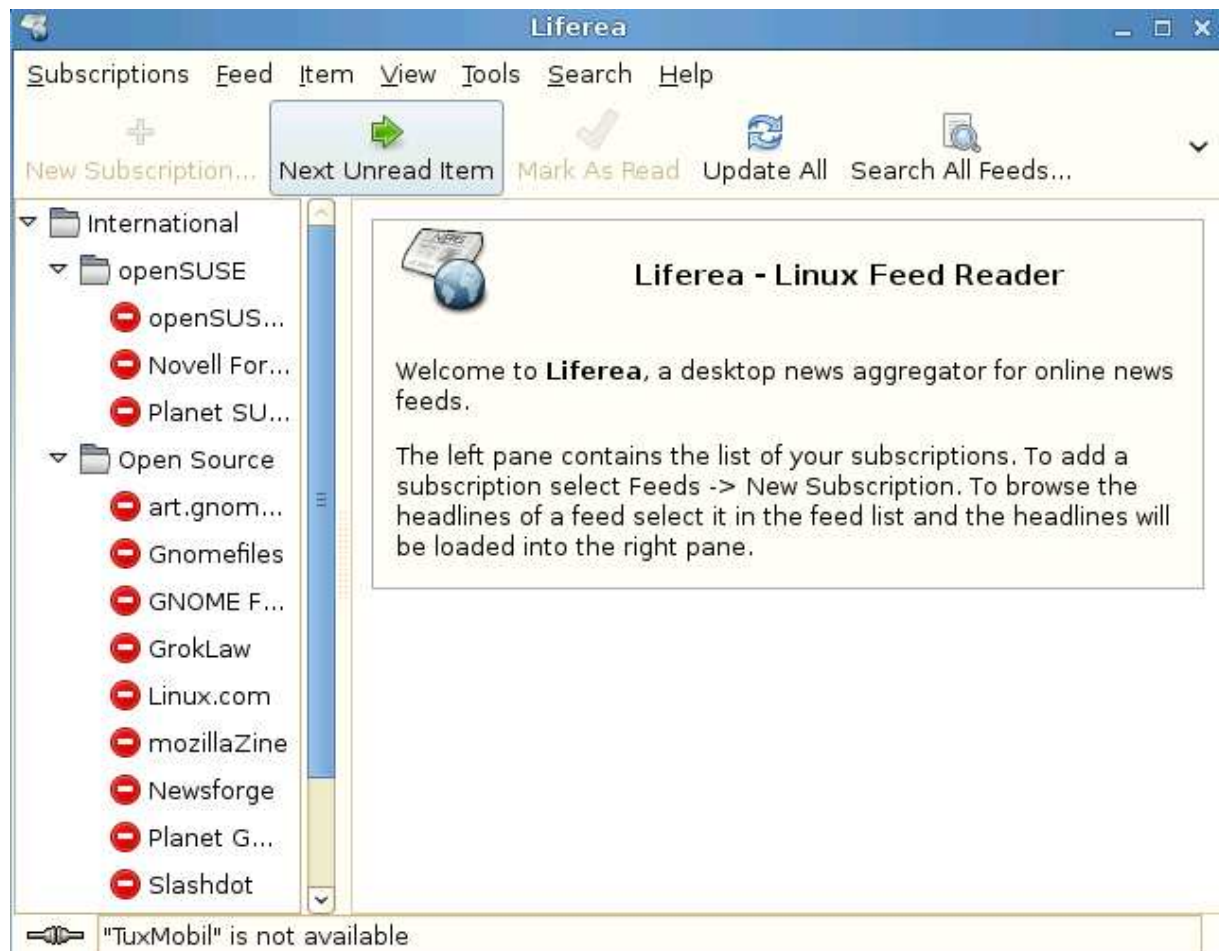 Liferea
Subscriptions Feed Item View Tools Search Help
New Subscription... Next Unread Item Mark As Read Update All Search All Feeds...
International
openSUSE
openSUS...
Novell For...
Planet SU...
Open Source
art.gnom...
Gnomefiles
GNOME F...
GrokLaw
Linux.com
mozillaZine
Newsforge
Planet G...
Slashdot
Liferea - Linux Feed Reader
Welcome to Liferea, a desktop news aggregator for online news
feeds.
The left pane contains the list of your subscriptions. To add a
subscription select Feeds -> New Subscription. To browse the
headlines of a feed select it in the feed list and the headlines will
be loaded into the right pane.
"TuxMobil" is not available